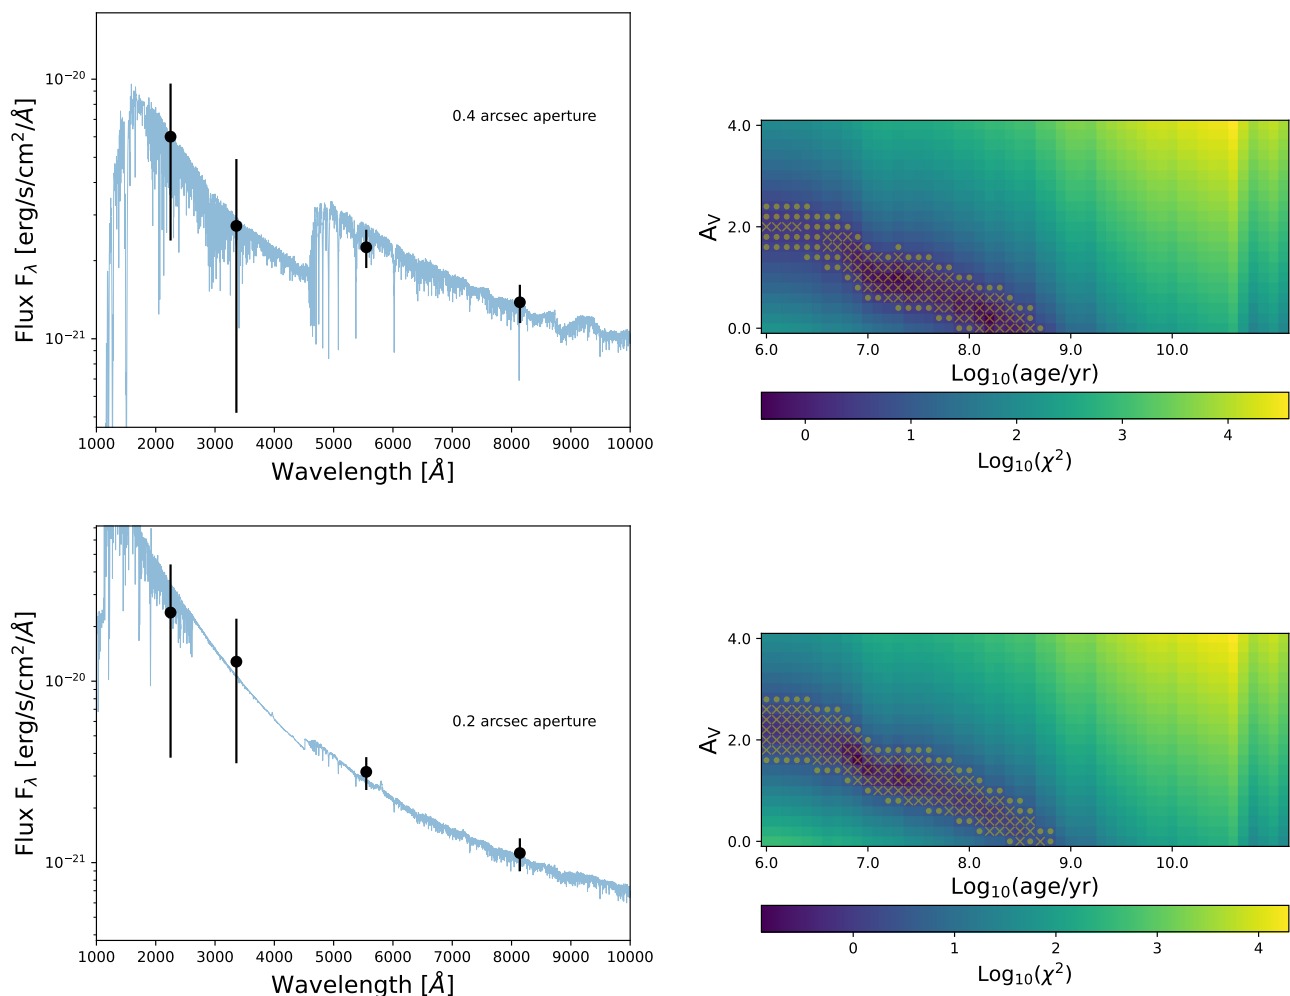 10⁻²⁰
10⁻²¹
Flux F_λ [erg/s/cm²/Å]
0.4 arcsec aperture
1000 2000 3000 4000 5000 6000 7000 8000 9000 10000
Wavelength [Å]
4.0
2.0
0.0
A_V
6.0 7.0 8.0 9.0 10.0
Log₁₀(age/yr)
0 1 2 3 4
Log₁₀(χ²)
10⁻²⁰
10⁻²¹
Flux F_λ [erg/s/cm²/Å]
0.2 arcsec aperture
1000 2000 3000 4000 5000 6000 7000 8000 9000 10000
Wavelength [Å]
4.0
2.0
0.0
A_V
6.0 7.0 8.0 9.0 10.0
Log₁₀(age/yr)
0 1 2 3 4
Log₁₀(χ²)